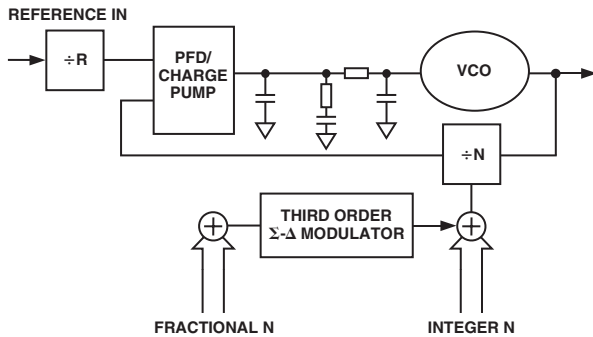 REFERENCE IN
÷R
PFD/
CHARGE
PUMP
VCO
÷N
THIRD ORDER
Σ-Δ MODULATOR
FRACTIONAL N
INTEGER N